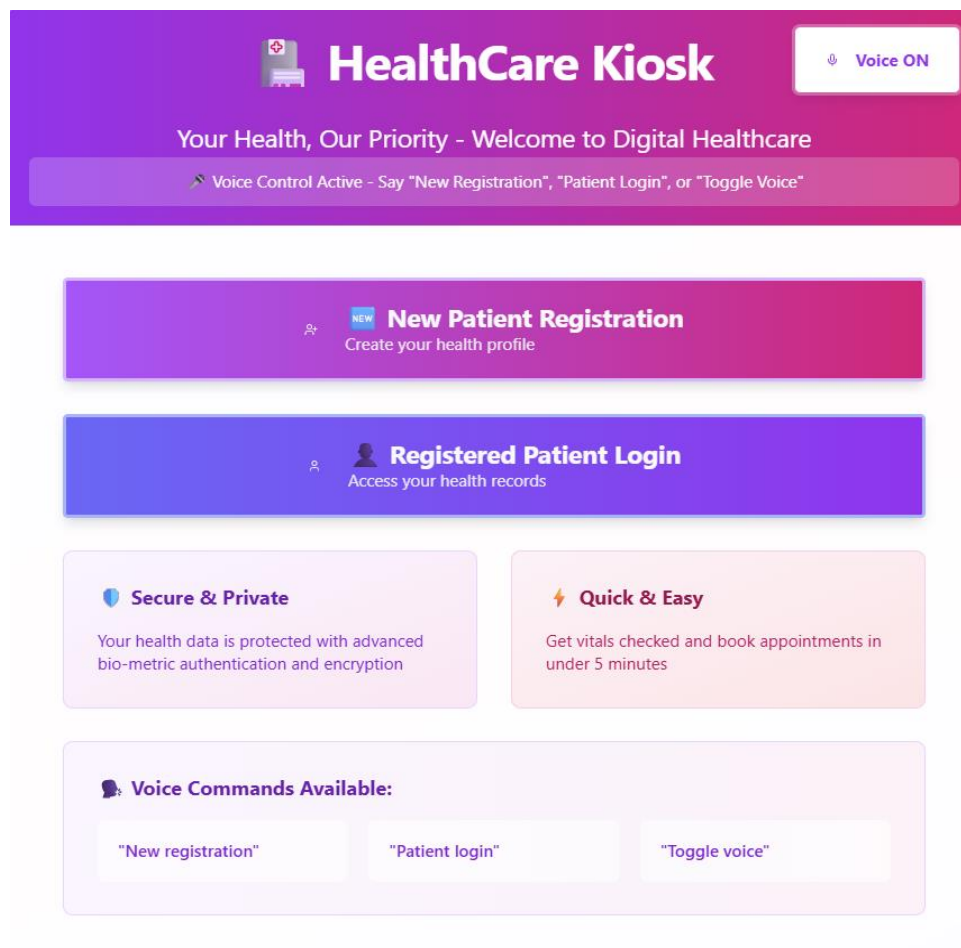 HealthCare Kiosk
Voice ON
Your Health, Our Priority - Welcome to Digital Healthcare
Voice Control Active - Say "New Registration", "Patient Login", or "Toggle Voice"
NEW New Patient Registration
Create your health profile
Registered Patient Login
Access your health records
Secure & Private
Your health data is protected with advanced
bio-metric authentication and encryption
Quick & Easy
Get vitals checked and book appointments in
under 5 minutes
Voice Commands Available:
"New registration"
"Patient login"
"Toggle voice"